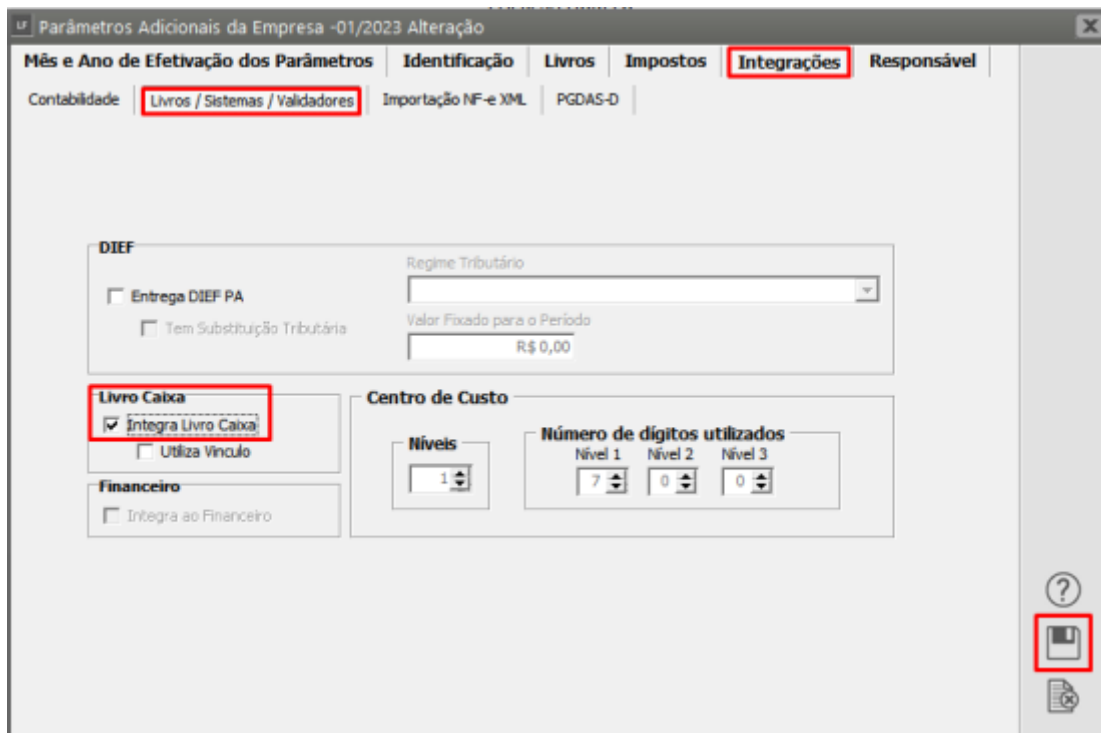 LF Parâmetros Adicionais da Empresa -01/2023 Alteração
Mês e Ano de Efetivação dos Parâmetros Identificação Livros Impostos Integrações Responsável
Contabilidade Livros / Sistemas / Validadores Importação NF-e XML PGDAS-D
DIEF
Regime Tributário
Entrega DIEF PA
Tem Substituição Tributária
Valor Fixado para o Período
R$ 0,00
Livro Caixa
Integra Livro Caixa
Utiliza Vinculo
Financeiro
Integra ao Financeiro
Centro de Custo
Níveis
1
Número de dígitos utilizados
Nível 1 Nível 2 Nível 3
7 0 0
?